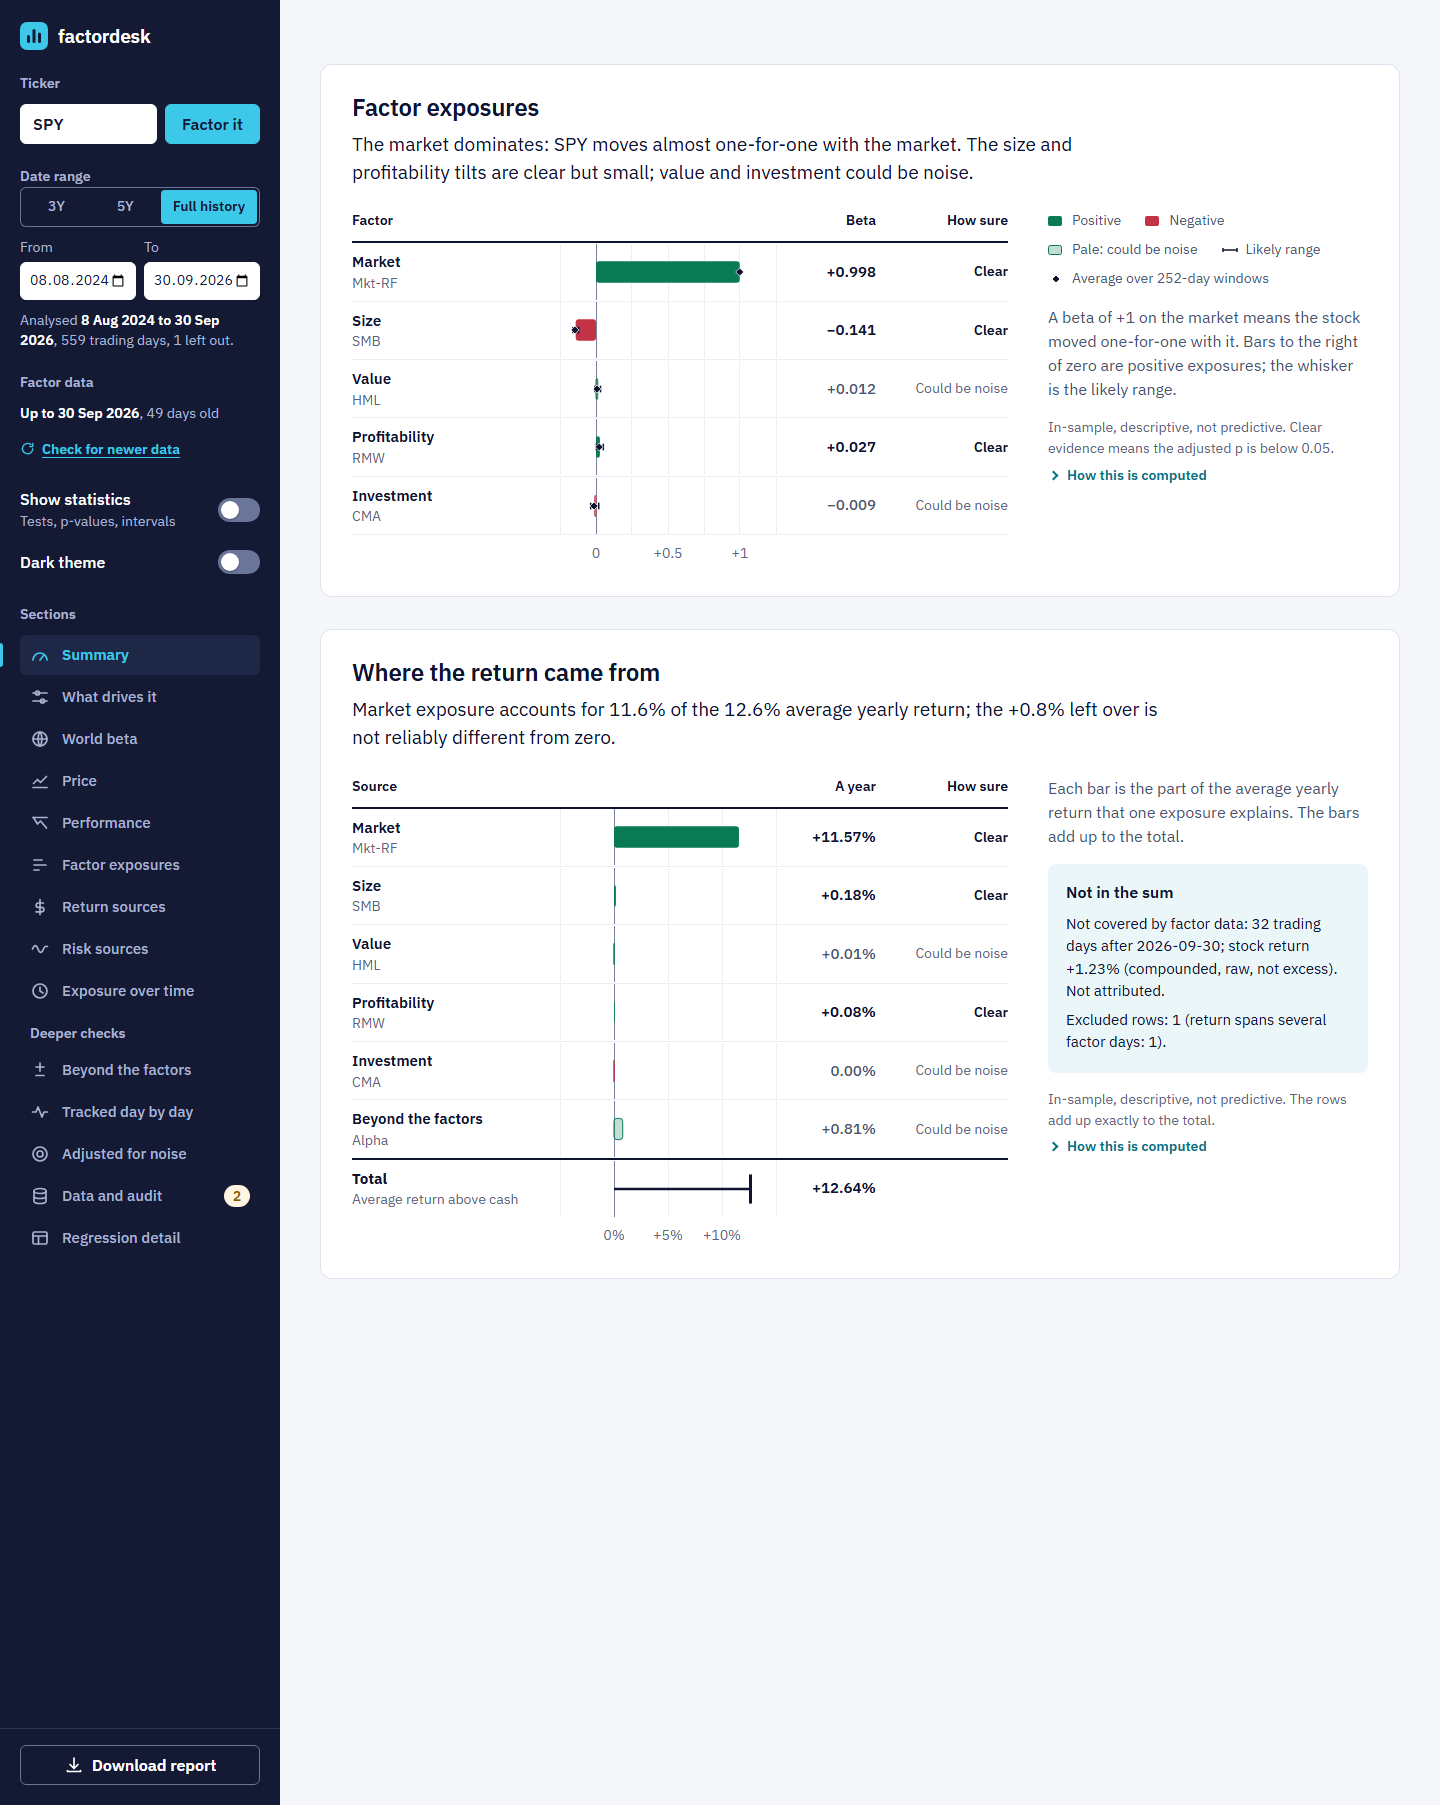 factordesk
Ticker
SPY
Factor it
Date range
3Y 5Y Full history
From To
08.08.2024 30.09.2026
Analysed 8 Aug 2024 to 30 Sep
2026, 559 trading days, 1 left out.
Factor data
Up to 30 Sep 2026, 49 days old
Check for newer data
Show statistics
Tests, p-values, intervals
Dark theme
Sections
Summary
What drives it
World beta
Price
Performance
Factor exposures
Return sources
Risk sources
Exposure over time
Deeper checks
Beyond the factors
Tracked day by day
Adjusted for noise
Data and audit 2
Regression detail
Download report
Factor exposures
The market dominates: SPY moves almost one-for-one with the market. The size and
profitability tilts are clear but small; value and investment could be noise.
Factor Beta How sure
Market
Mkt-RF
+0.998 Clear
Size
SMB
−0.141 Clear
Value
HML
+0.012 Could be noise
Profitability
RMW
+0.027 Clear
Investment
CMA
−0.009 Could be noise
0 +0.5 +1
Positive Negative
Pale: could be noise Likely range
Average over 252-day windows
A beta of +1 on the market means the stock
moved one-for-one with it. Bars to the right
of zero are positive exposures; the whisker
is the likely range.
In-sample, descriptive, not predictive. Clear
evidence means the adjusted p is below 0.05.
How this is computed
Where the return came from
Market exposure accounts for 11.6% of the 12.6% average yearly return; the +0.8% left over is
not reliably different from zero.
Source A year How sure
Market
Mkt-RF
+11.57% Clear
Size
SMB
+0.18% Clear
Value
HML
+0.01% Could be noise
Profitability
RMW
+0.08% Clear
Investment
CMA
0.00% Could be noise
Beyond the factors
Alpha
+0.81% Could be noise
Total
Average return above cash
+12.64%
0% +5% +10%
Each bar is the part of the average yearly
return that one exposure explains. The bars
add up to the total.
Not in the sum
Not covered by factor data: 32 trading
days after 2026-09-30; stock return
+1.23% (compounded, raw, not excess).
Not attributed.
Excluded rows: 1 (return spans several
factor days: 1).
In-sample, descriptive, not predictive. The rows
add up exactly to the total.
How this is computed